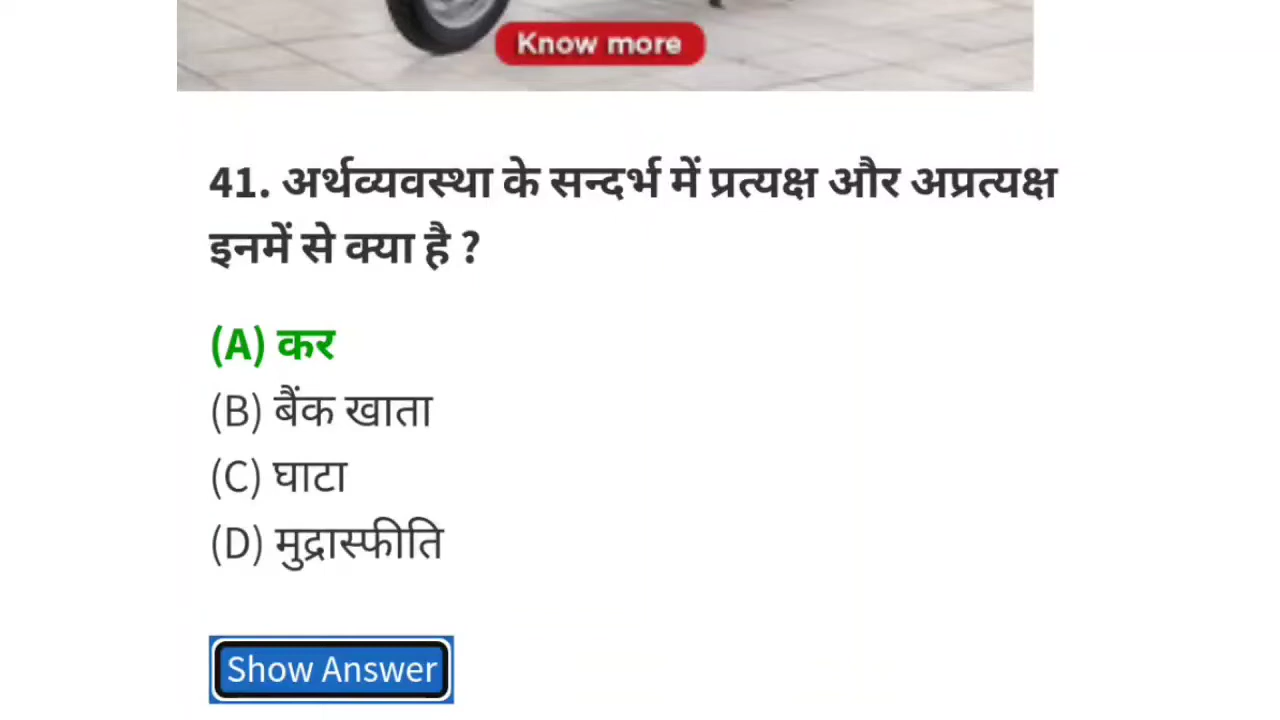 Know more
41. अर्थव्यवस्था के सन्दर्भ में प्रत्यक्ष और अप्रत्यक्ष
इनमें से क्या है ?
(A) कर
(B) बैंक खाता
(C) घाटा
(D) मुद्रास्फीति
Show Answer